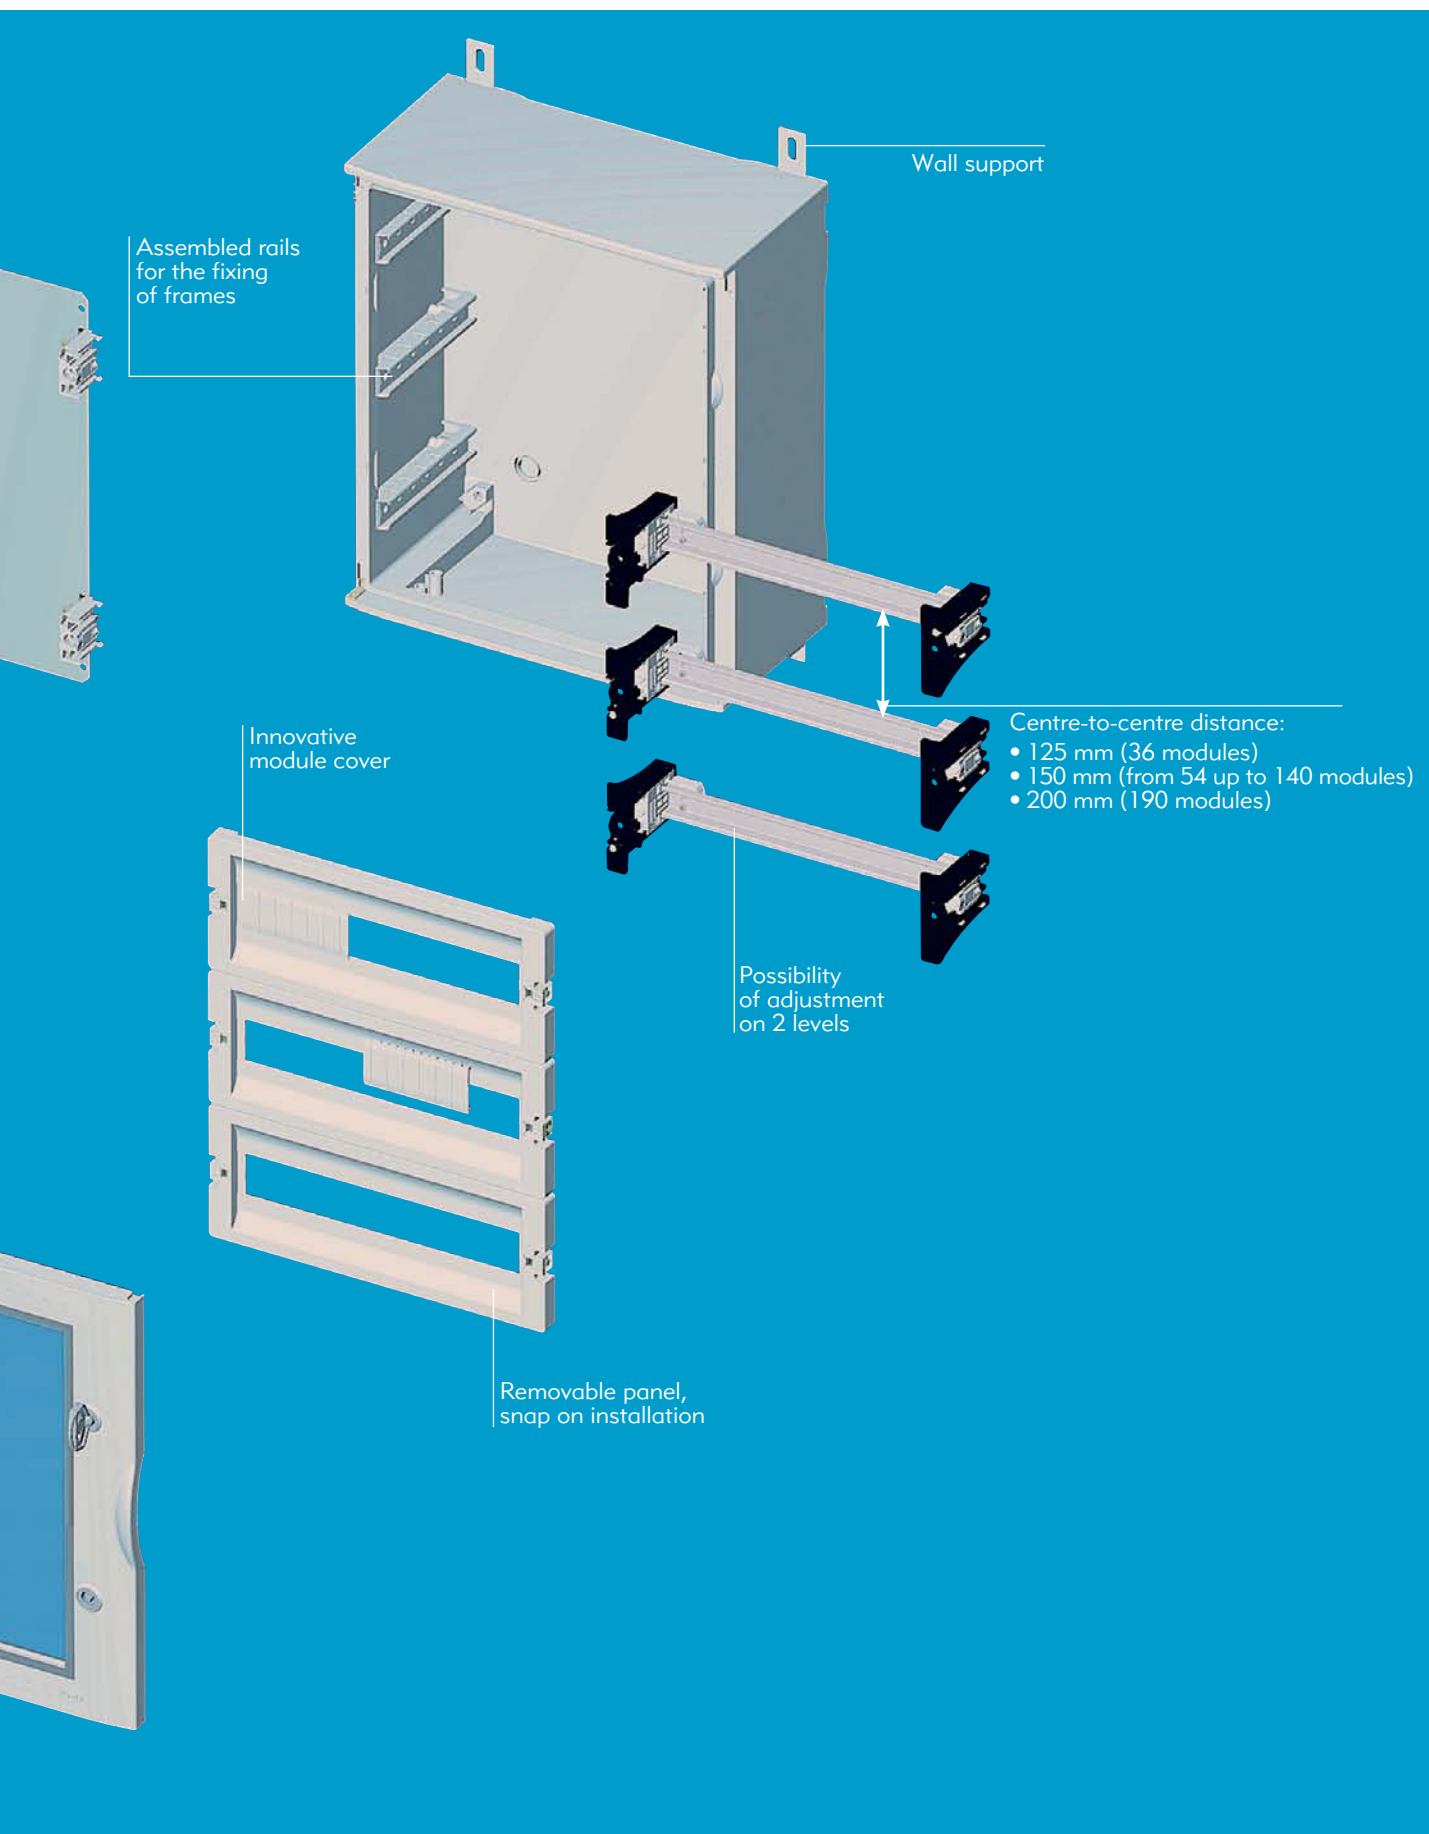 Wall support
Assembled rails
for the fixing
of frames
Centre-to-centre distance:
• 125 mm (36 modules)
• 150 mm (from 54 up to 140 modules)
• 200 mm (190 modules)
Innovative
module cover
Possibility
of adjustment
on 2 levels
Removable panel,
snap on installation